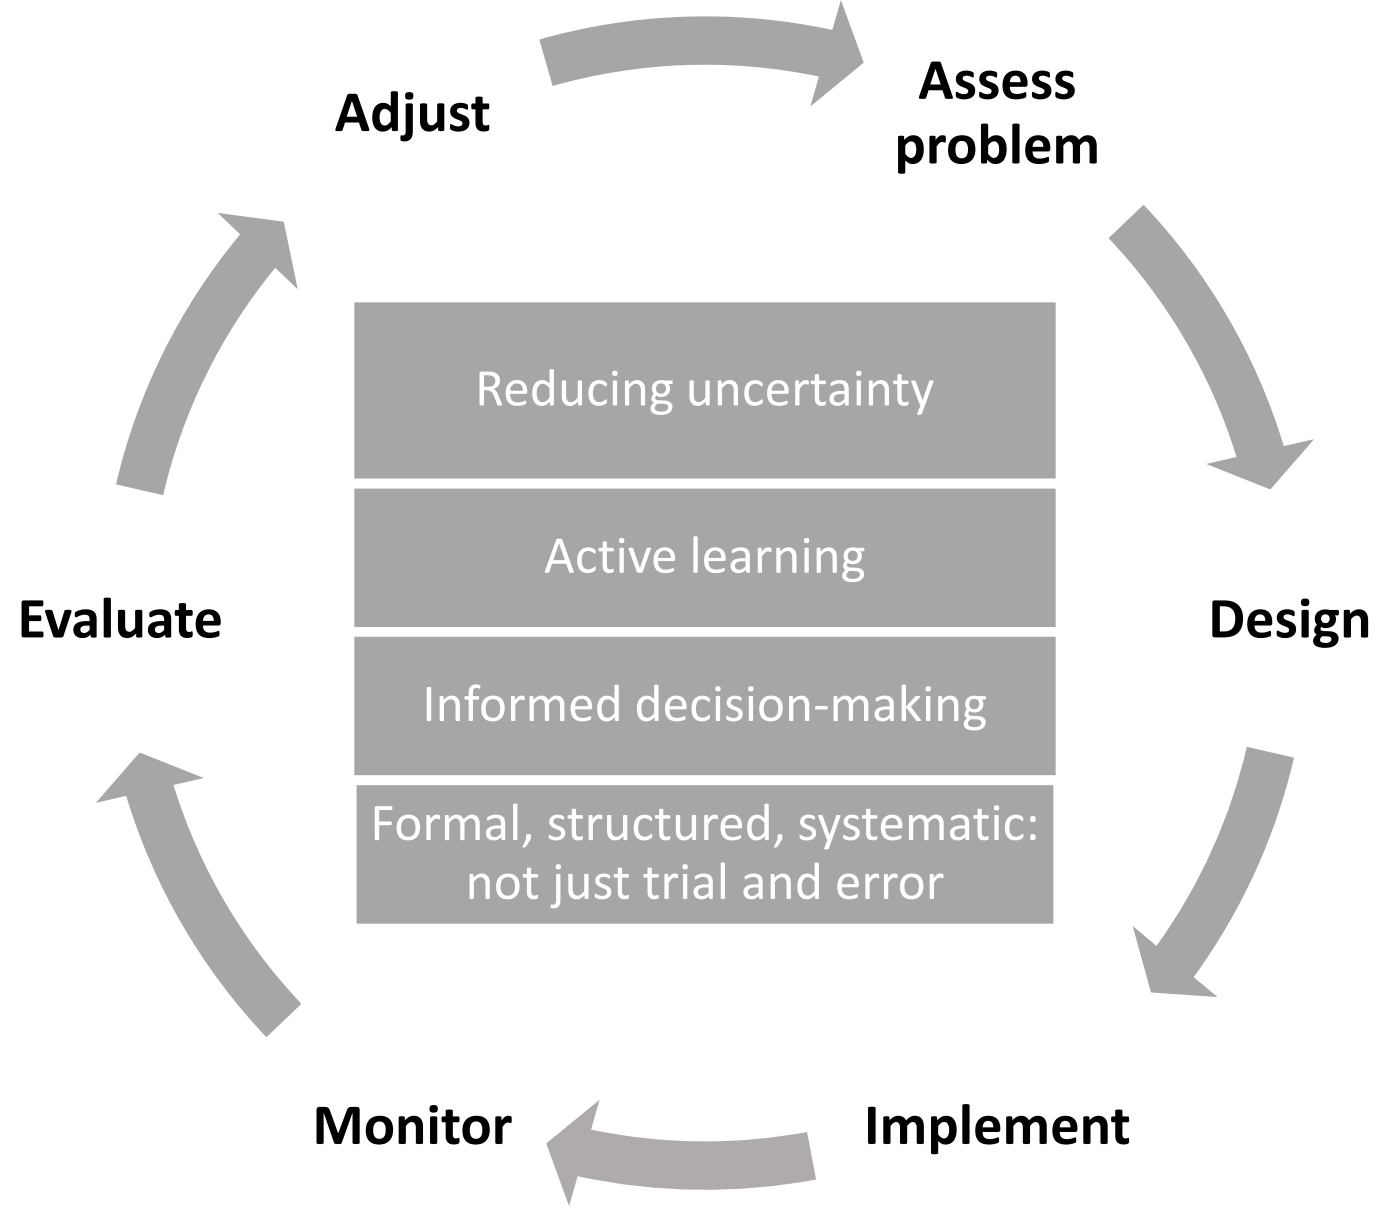 Adjust
Assess
problem
Reducing uncertainty
Active learning
Evaluate
Design
Informed decision-making
Formal, structured, systematic:
not just trial and error
Monitor
Implement